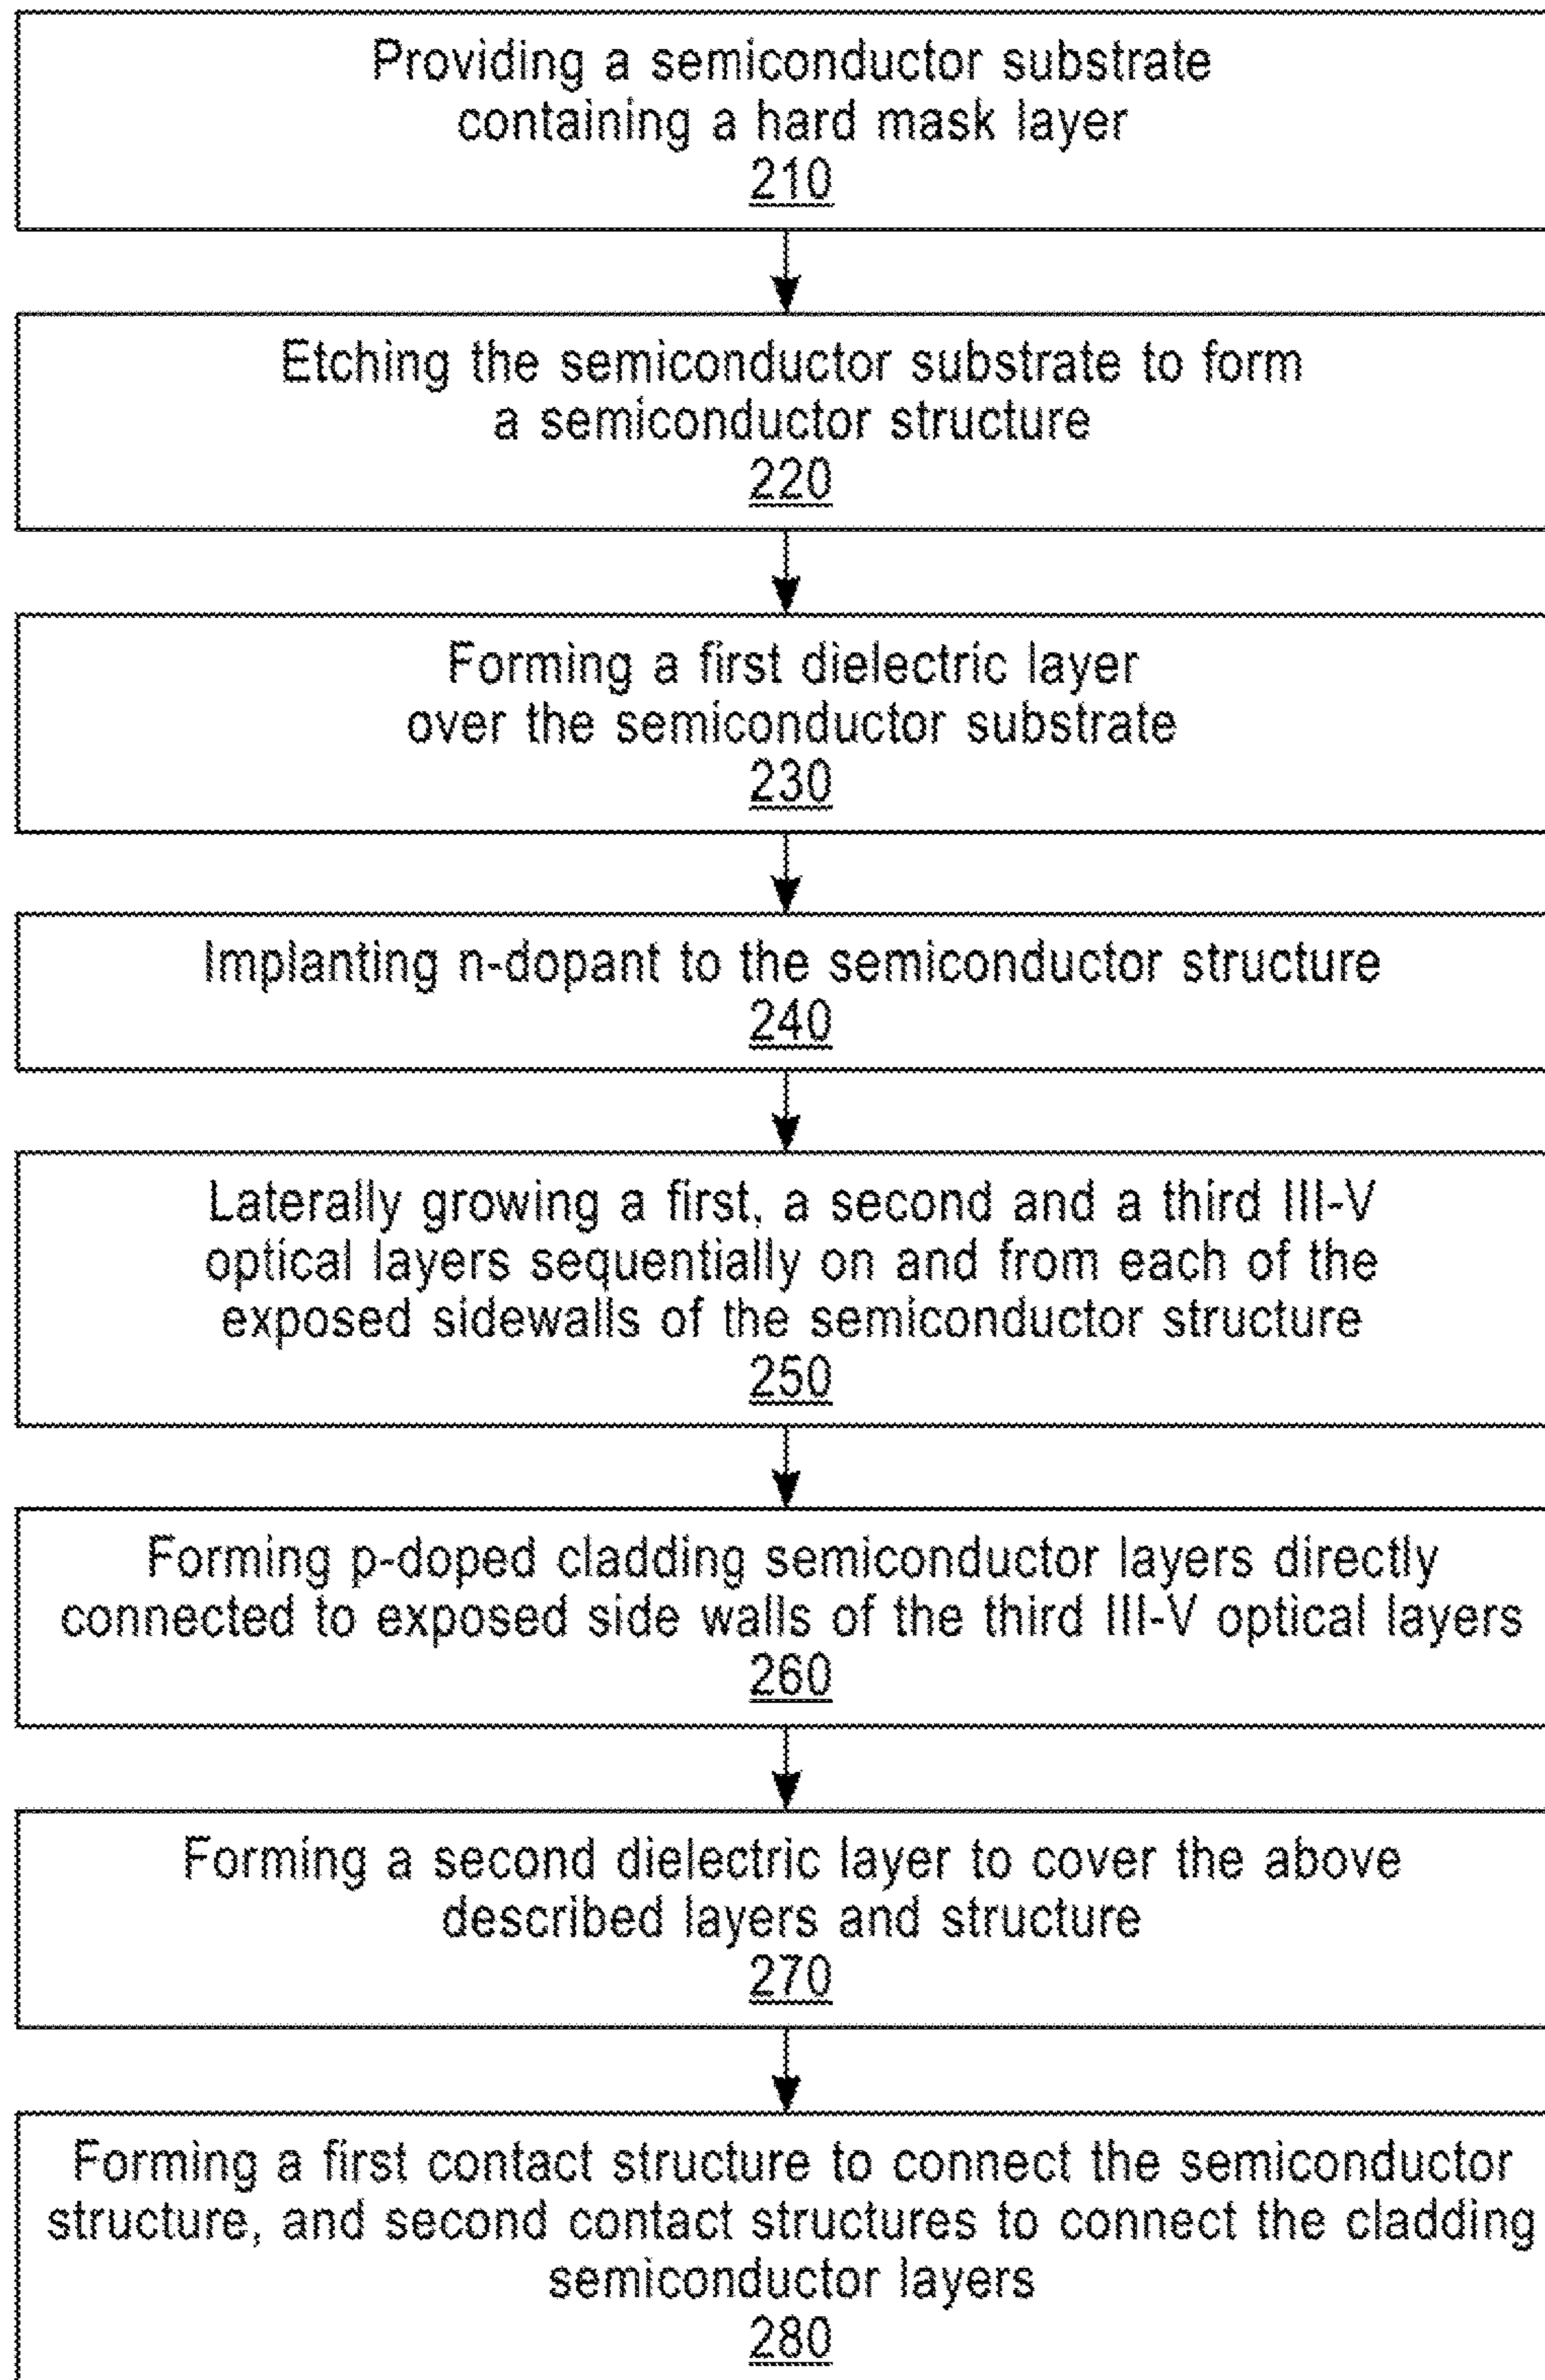 Providing a semiconductor substrate
containing a hard mask layer
210
Etching the semiconductor substrate to form
a semiconductor structure
220
Forming a first dielectric layer
over the semiconductor substrate
230
Implanting n-dopant to the semiconductor structure
240
Laterally growing a first, a second and a third III-V
optical layers sequentially on and from each of the
exposed sidewalls of the semiconductor structure
250
Forming p-doped cladding semiconductor layers directly
connected to exposed side walls of the third III-V optical layers
260
Forming a second dielectric layer to cover the above
described layers and structure
270
Forming a first contact structure to connect the semiconductor
structure, and second contact structures to connect the cladding
semiconductor layers
280